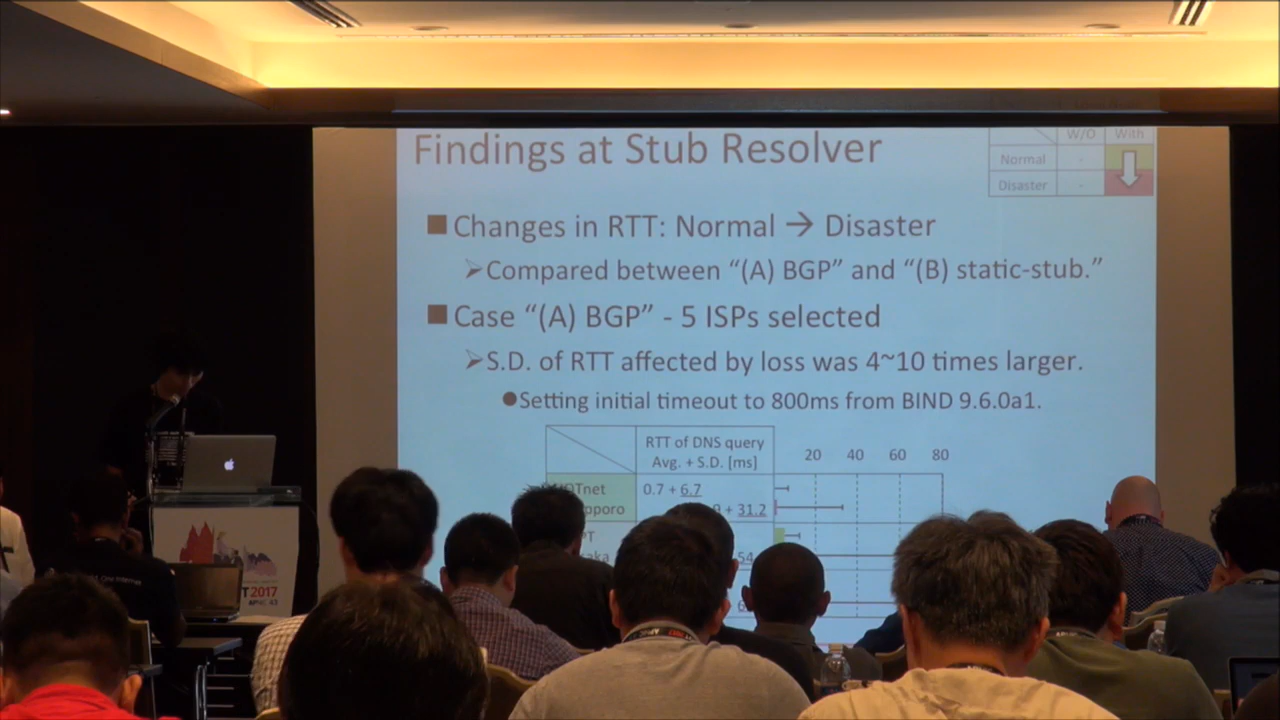 Findings at Stub Resolver
W/O With
Normal -
Disaster -
■ Changes in RTT: Normal → Disaster
➢ Compared between “(A) BGP” and “(B) static-stub.”
■ Case “(A) BGP” - 5 ISPs selected
➢ S.D. of RTT affected by loss was 4~10 times larger.
● Setting initial timeout to 800ms from BIND 9.6.0a1.
RTT of DNS query
Avg. + S.D. [ms]
20 40 60 80
0.7 + 6.7
+ 31.2
2017